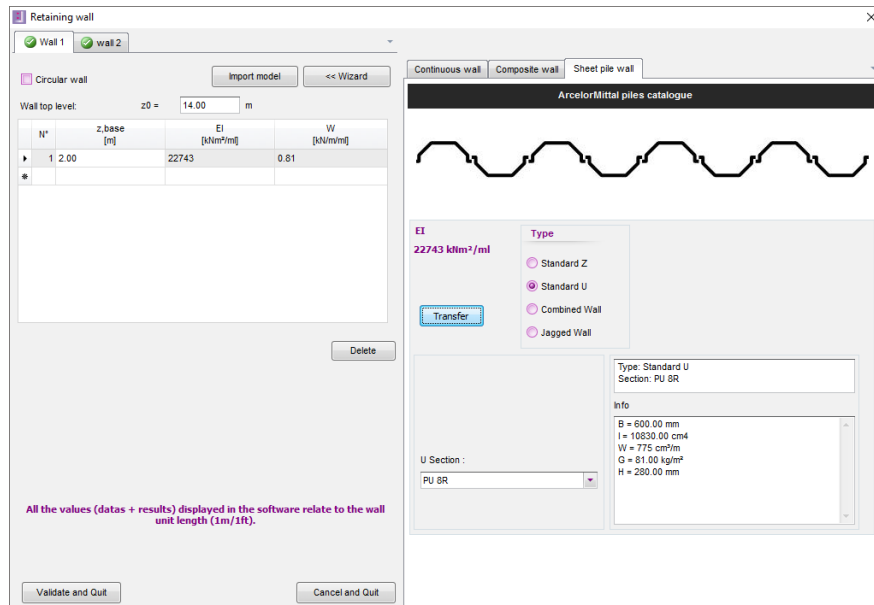 Retaining wall
Wall 1
wall 2
Circular wall
Import model
<< Wizard
Wall top level: z0 = 14.00 m
N° z,base [m] EI [kNm²/ml] W [kN/m/ml]
1 2.00 22743 0.81
Delete
All the values (datas + results) displayed in the software relate to the wall
unit length (1m/1ft).
Validate and Quit
Cancel and Quit
Continuous wall
Composite wall
Sheet pile wall
ArcelorMittal piles catalogue
EI
22743 kNm²/ml
Transfer
Type
Standard Z
Standard U
Combined Wall
Jagged Wall
U Section :
PU 8R
Type: Standard U
Section: PU 8R
Info
B = 600.00 mm
I = 10830.00 cm4
W = 775 cm³/m
G = 81.00 kg/m²
H = 280.00 mm